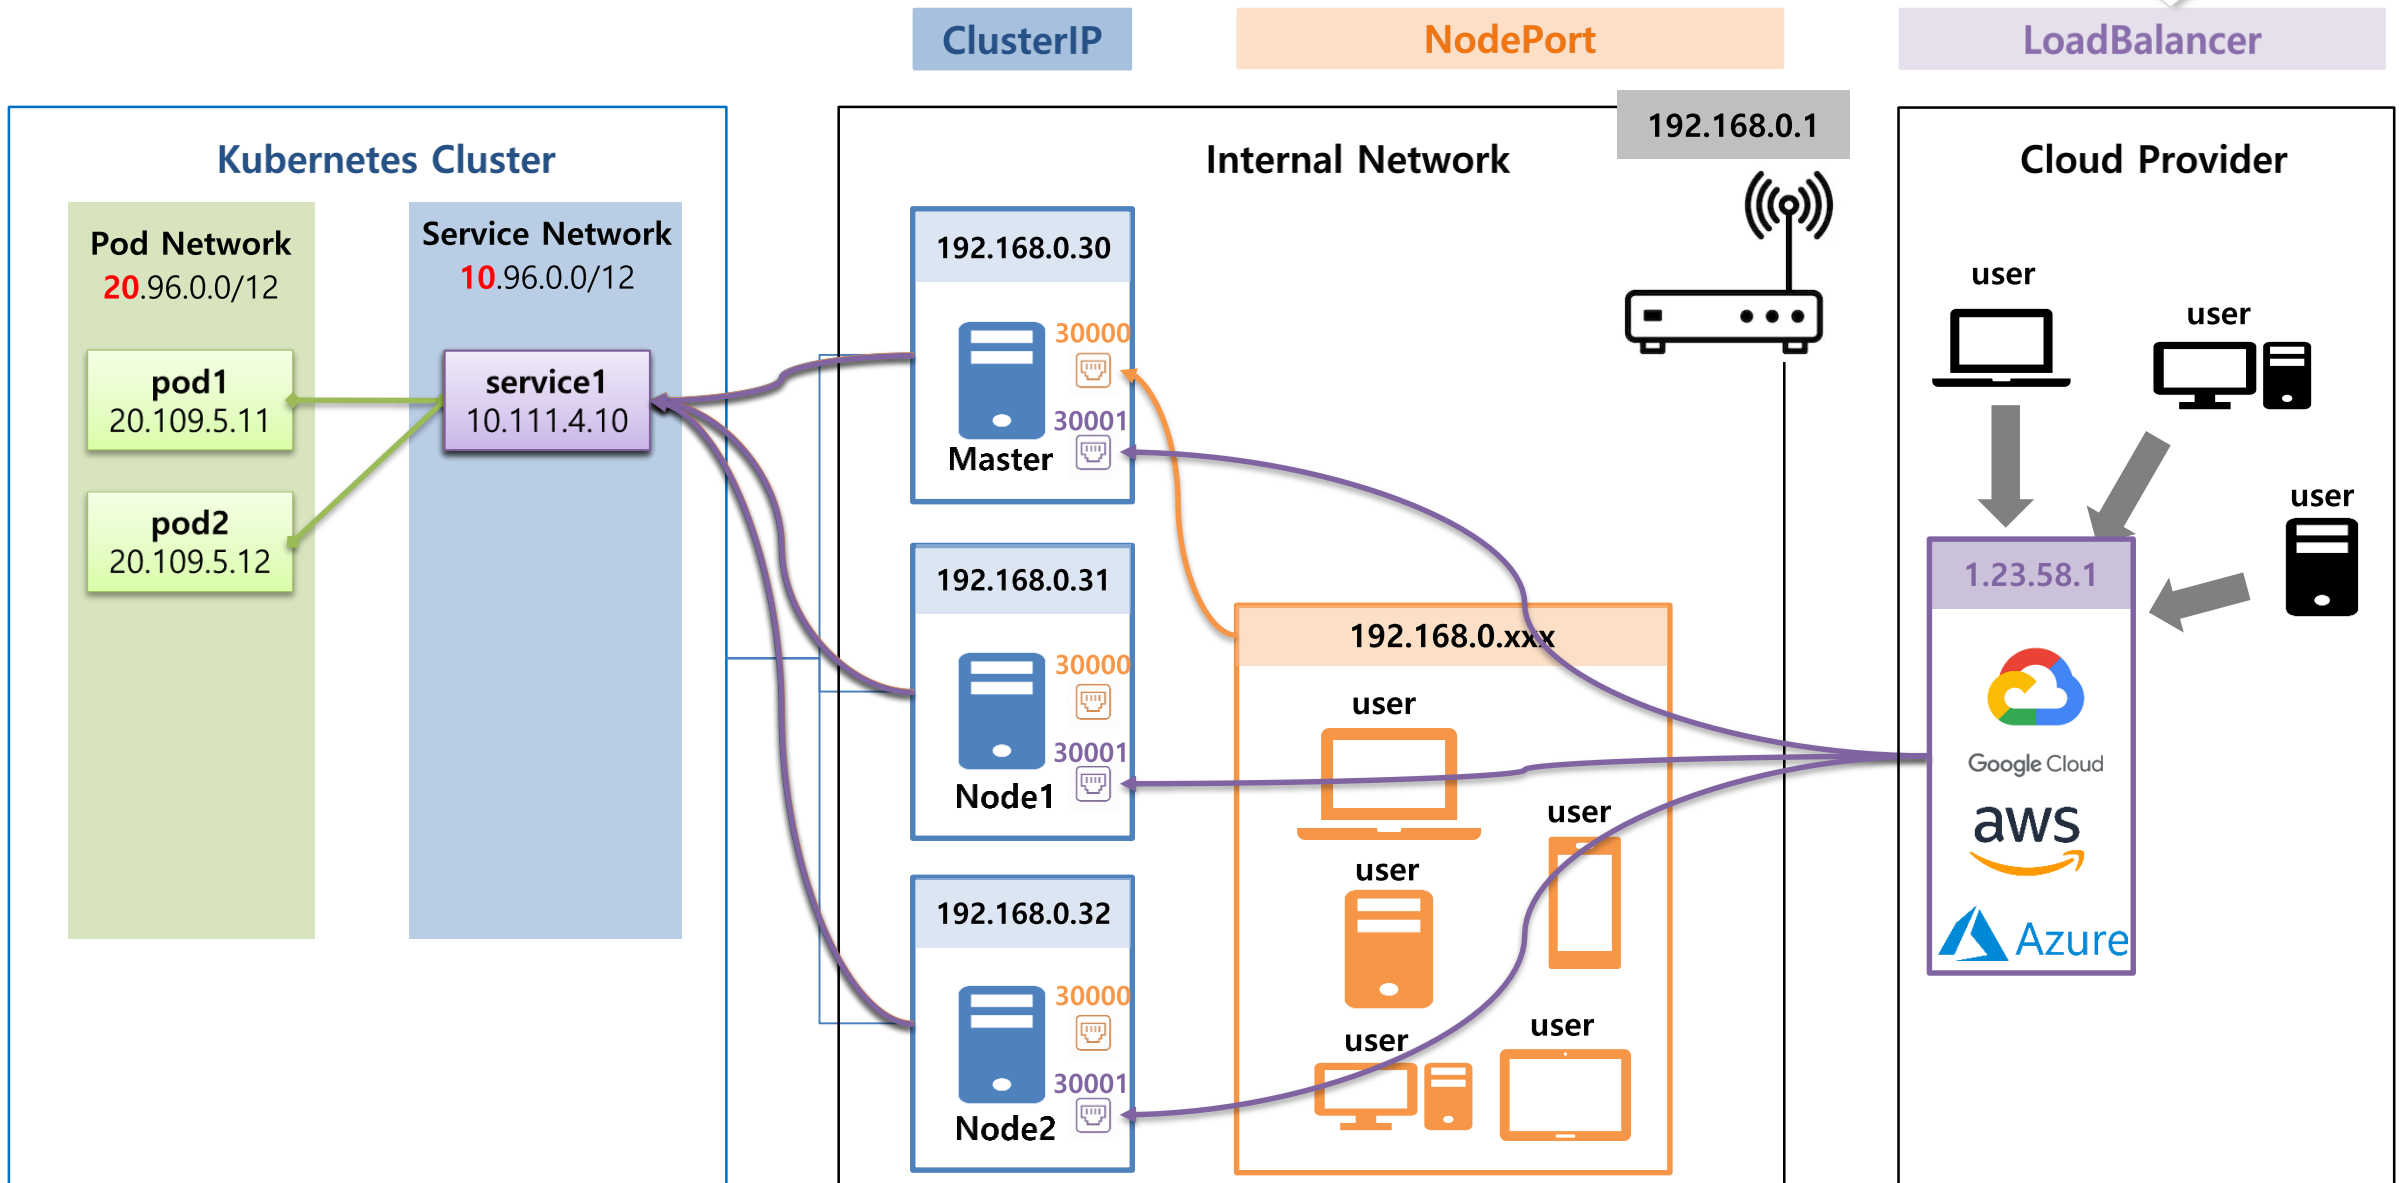 ClusterIP
NodePort
LoadBalancer
Kubernetes Cluster
Pod Network
20.96.0.0/12
pod1
20.109.5.11
pod2
20.109.5.12
Service Network
10.96.0.0/12
service1
10.111.4.10
Internal Network
192.168.0.1
192.168.0.30
30000
30001
Master
192.168.0.31
30000
30001
Node1
192.168.0.32
30000
30001
Node2
192.168.0.xxx
user
user
user
user
user
Cloud Provider
user
user
user
1.23.58.1
Google Cloud
aws
Azure